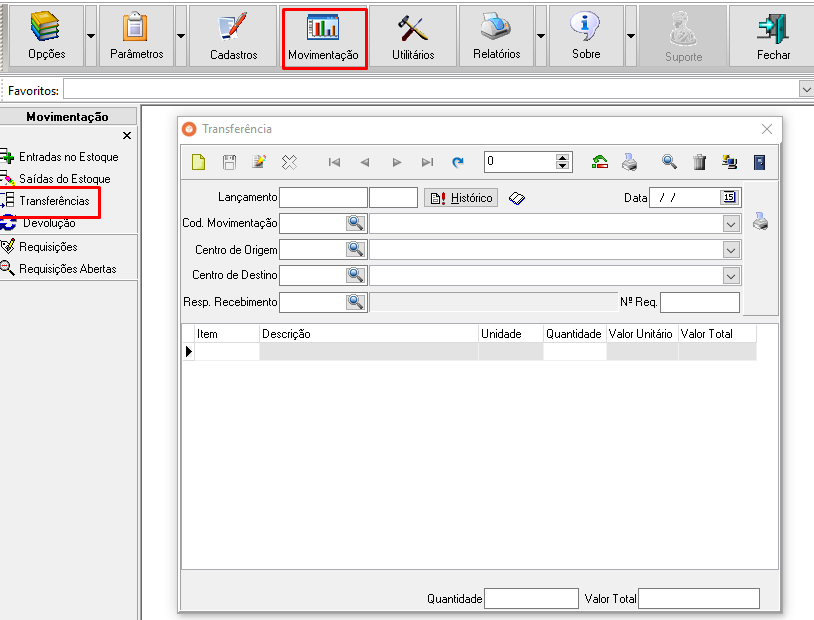 Opções Parâmetros Cadastros Movimentação Utilitários Relatórios Sobre Suporte Fechar
Favoritos:
Movimentação
Entradas no Estoque
Saídas do Estoque
Transferências
Devolução
Requisições
Requisições Abertas
Transferência
0
Lançamento Histórico Data / / 15
Cod. Movimentação
Centro de Origem
Centro de Destino
Resp. Recebimento Nº Req.
Item Descrição Unidade Quantidade Valor Unitário Valor Total
Quantidade Valor Total